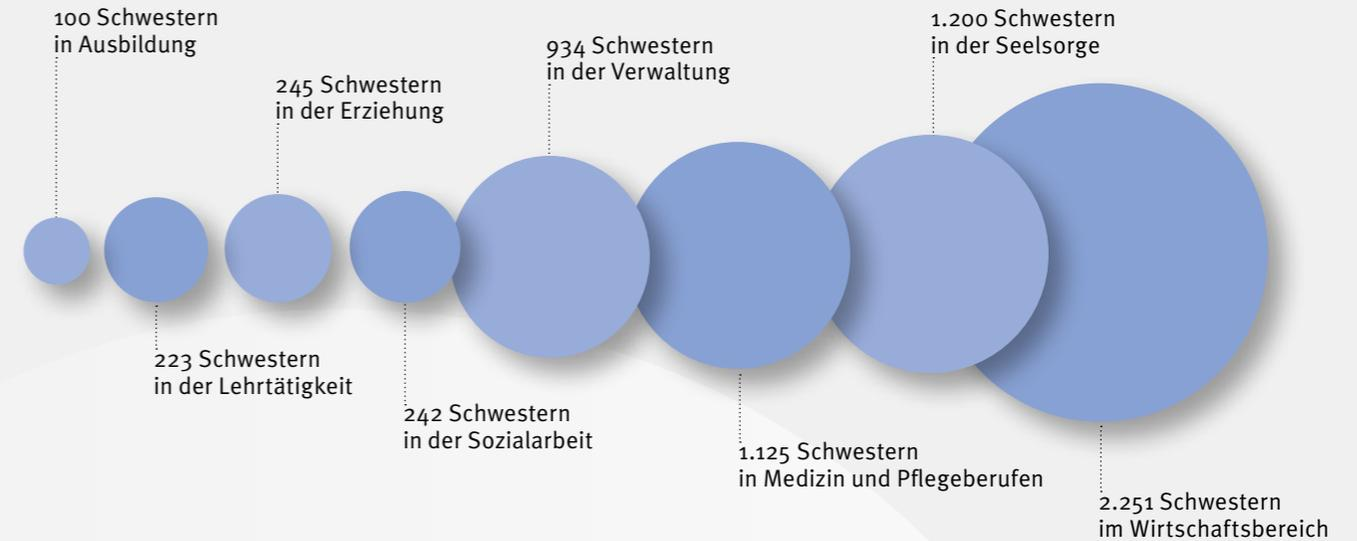 100 Schwestern
in Ausbildung
223 Schwestern
in der Lehrtätigkeit
245 Schwestern
in der Erziehung
242 Schwestern
in der Sozialarbeit
934 Schwestern
in der Verwaltung
1.125 Schwestern
in Medizin und Pflegeberufen
1.200 Schwestern
in der Seelsorge
2.251 Schwestern
im Wirtschaftsbereich